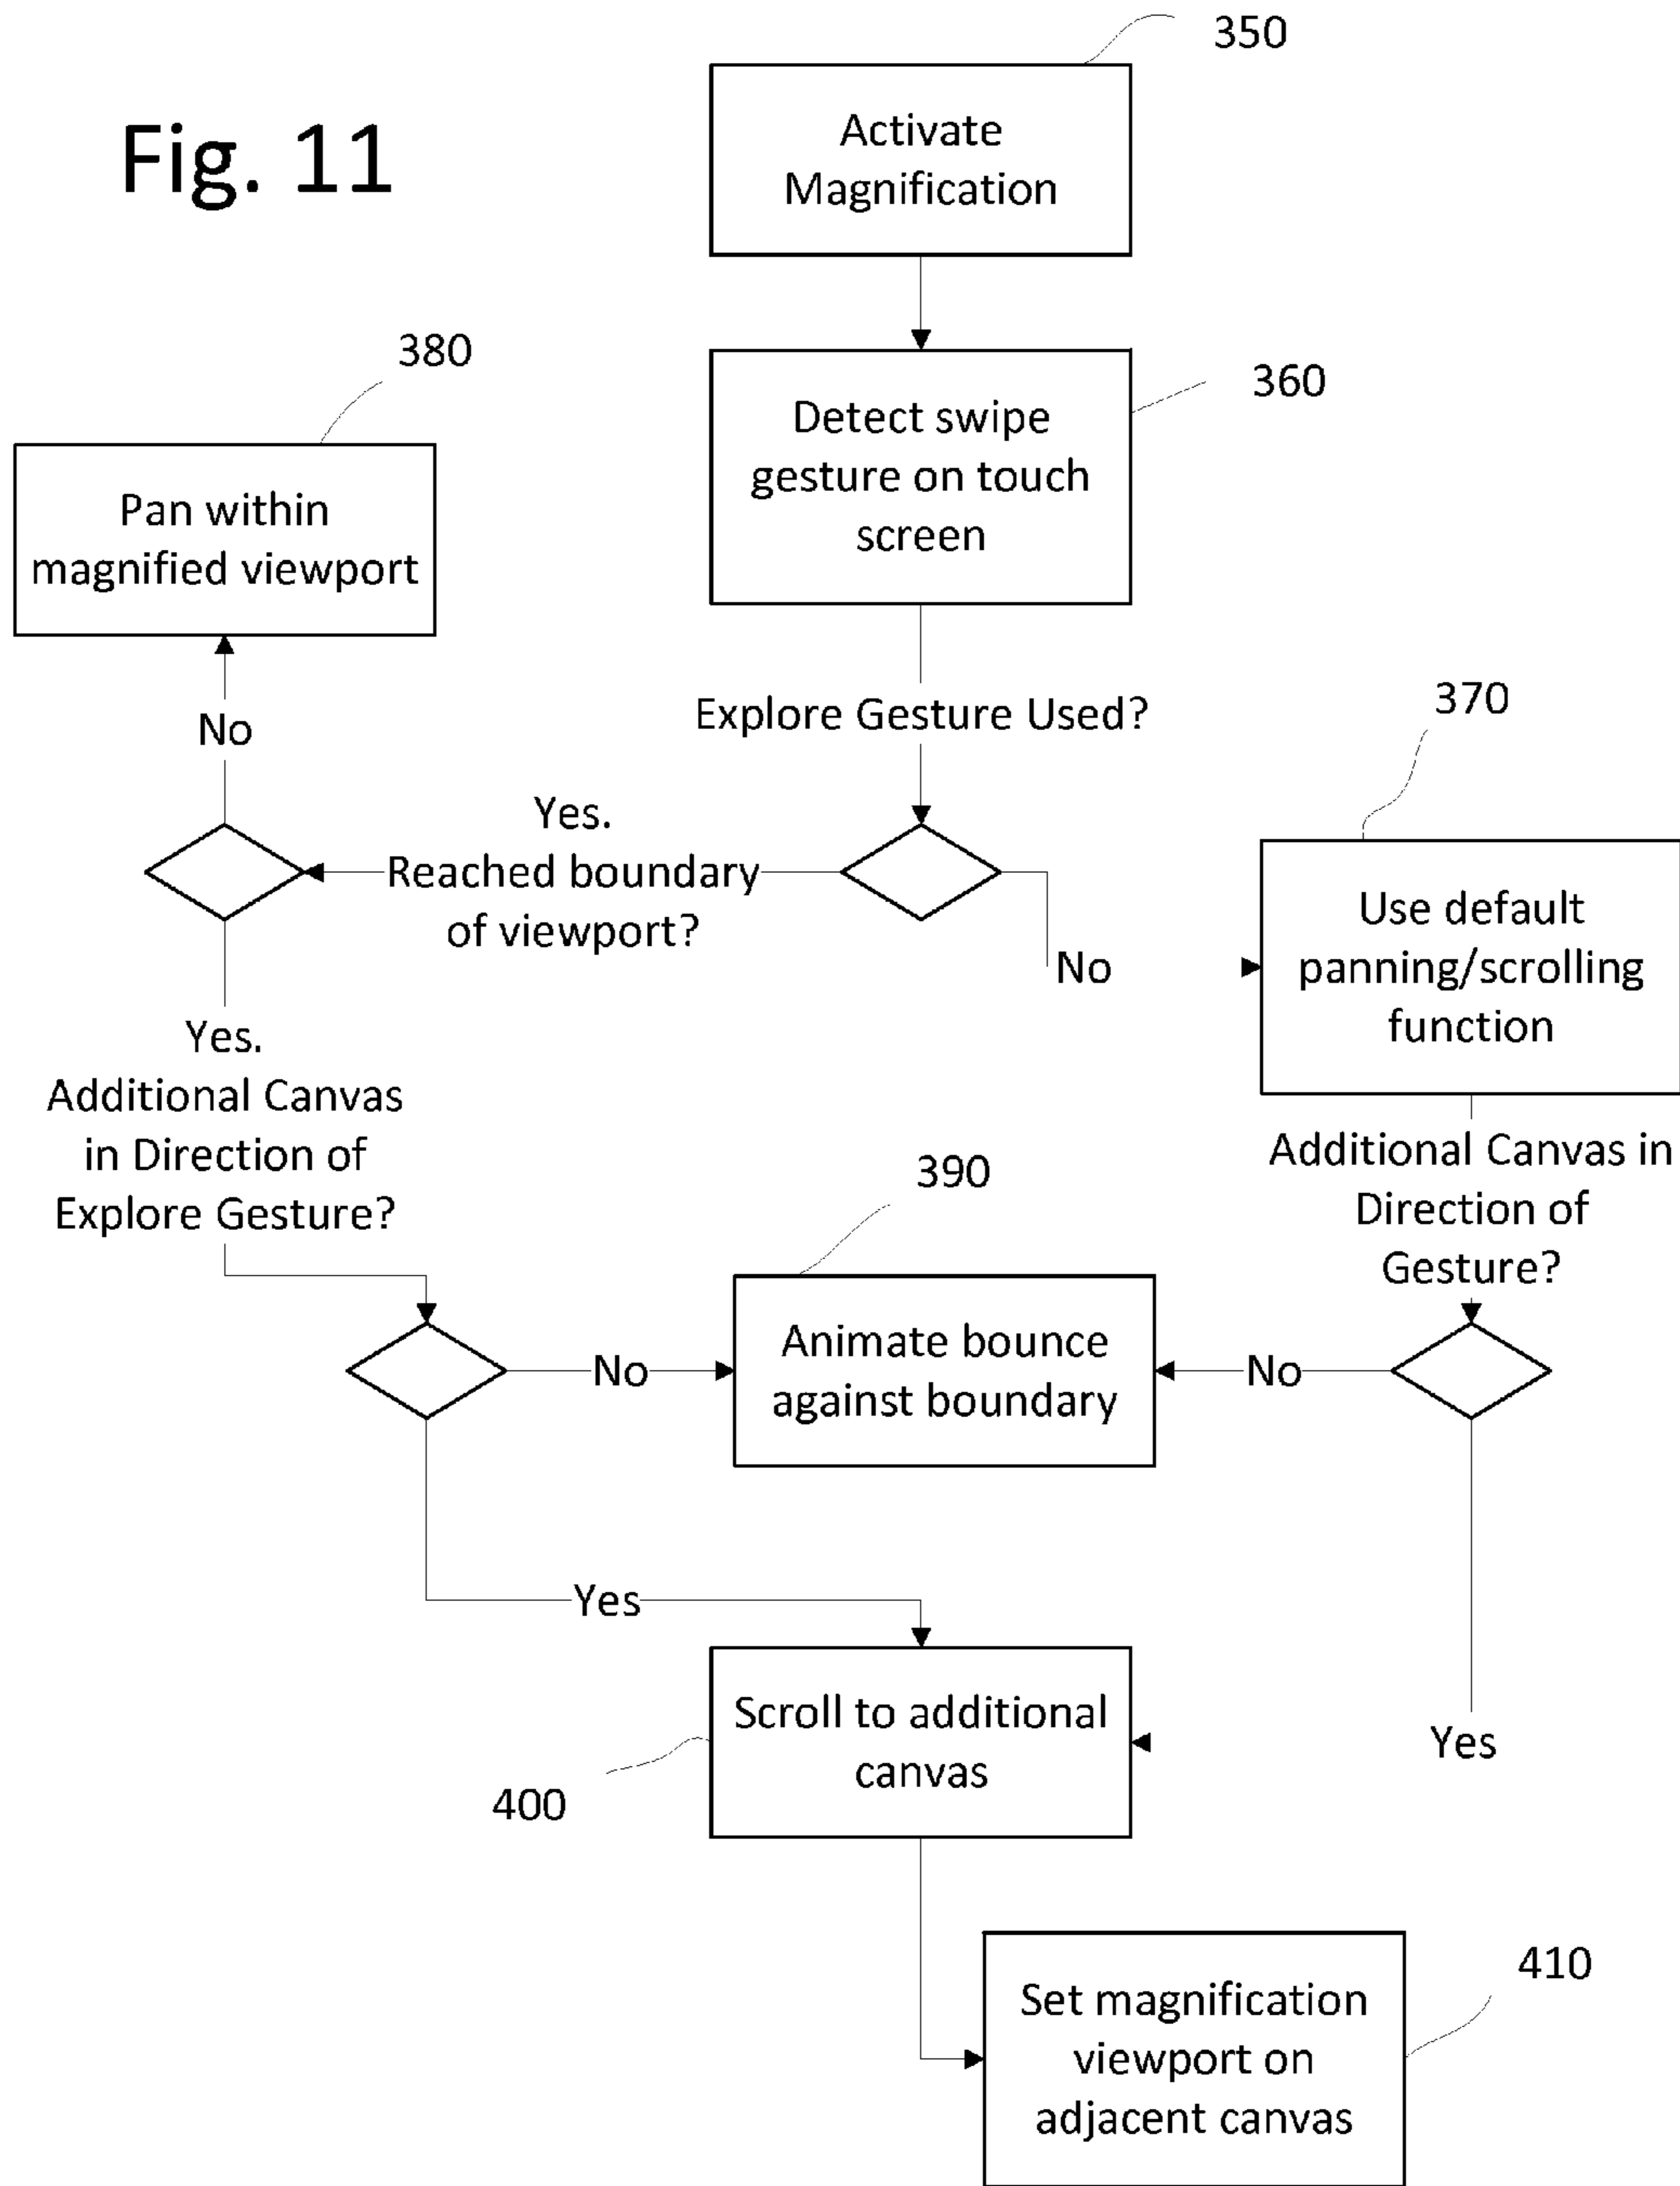 Fig. 11
350
Activate
Magnification
380
360
Detect swipe
gesture on touch
screen
Pan within
magnified viewport
Explore Gesture Used?
370
No
Yes.
Reached boundary
of viewport?
No
Use default
panning/scrolling
function
Yes.
Additional Canvas
in Direction of
Explore Gesture?
Additional Canvas in
Direction of
Gesture?
390
No
Animate bounce
against boundary
No
Yes
Scroll to additional
canvas
Yes
400
410
Set magnification
viewport on
adjacent canvas